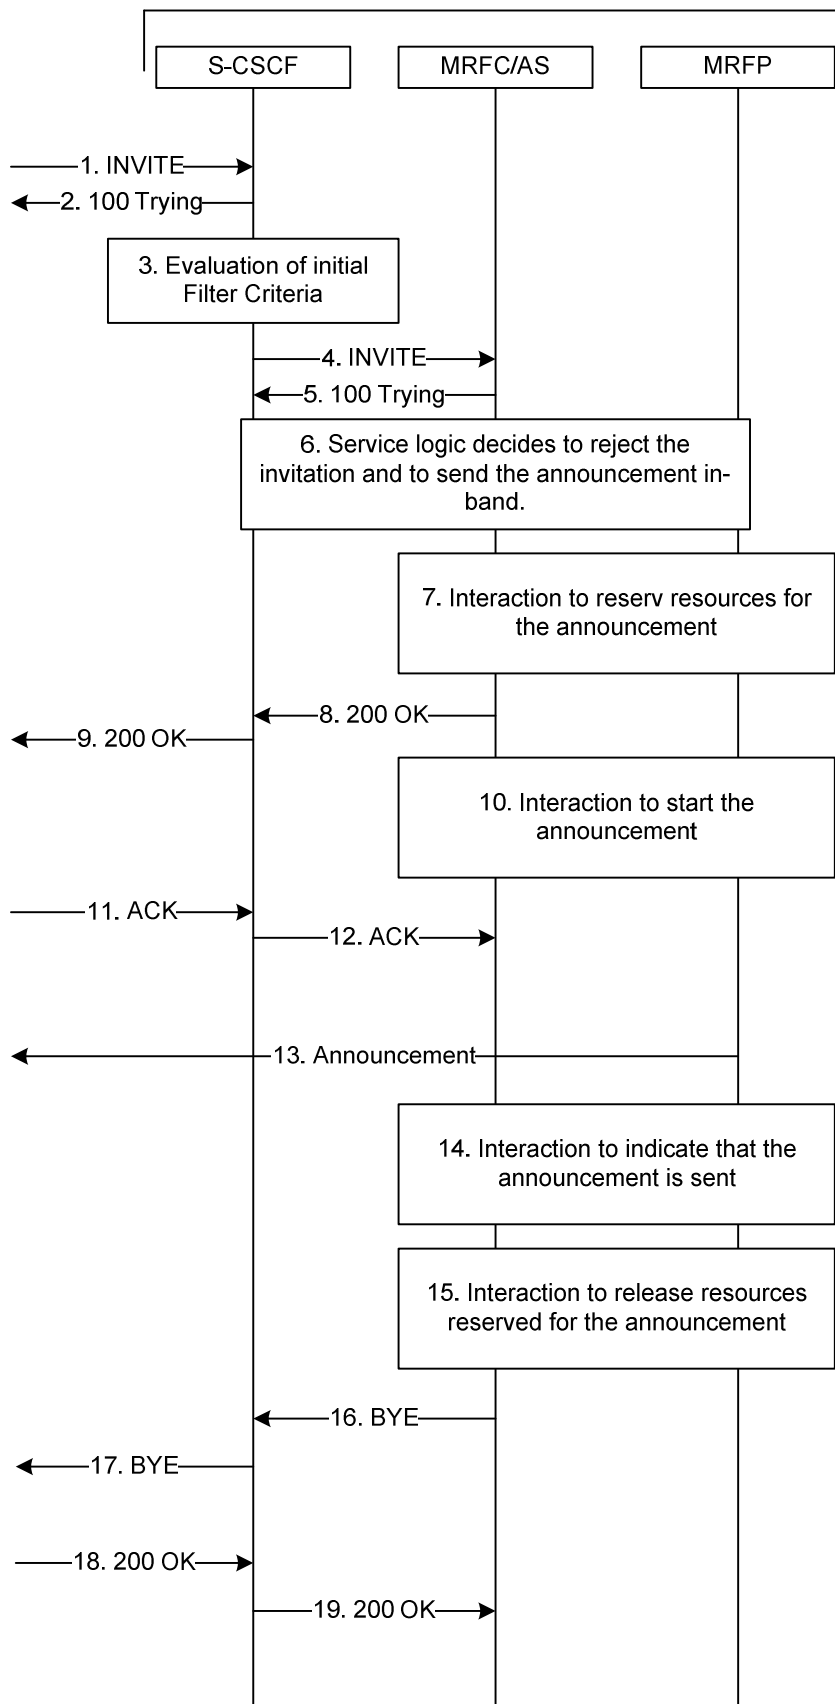 S-CSCF
MRFC/AS
MRFP
1. INVITE
2. 100 Trying
3. Evaluation of initial
Filter Criteria
4. INVITE
5. 100 Trying
6. Service logic decides to reject the
invitation and to send the announcement in-
band.
7. Interaction to reserv resources for
the announcement
8. 200 OK
9. 200 OK
10. Interaction to start the
announcement
11. ACK
12. ACK
13. Announcement
14. Interaction to indicate that the
announcement is sent
15. Interaction to release resources
reserved for the announcement
16. BYE
17. BYE
18. 200 OK
19. 200 OK